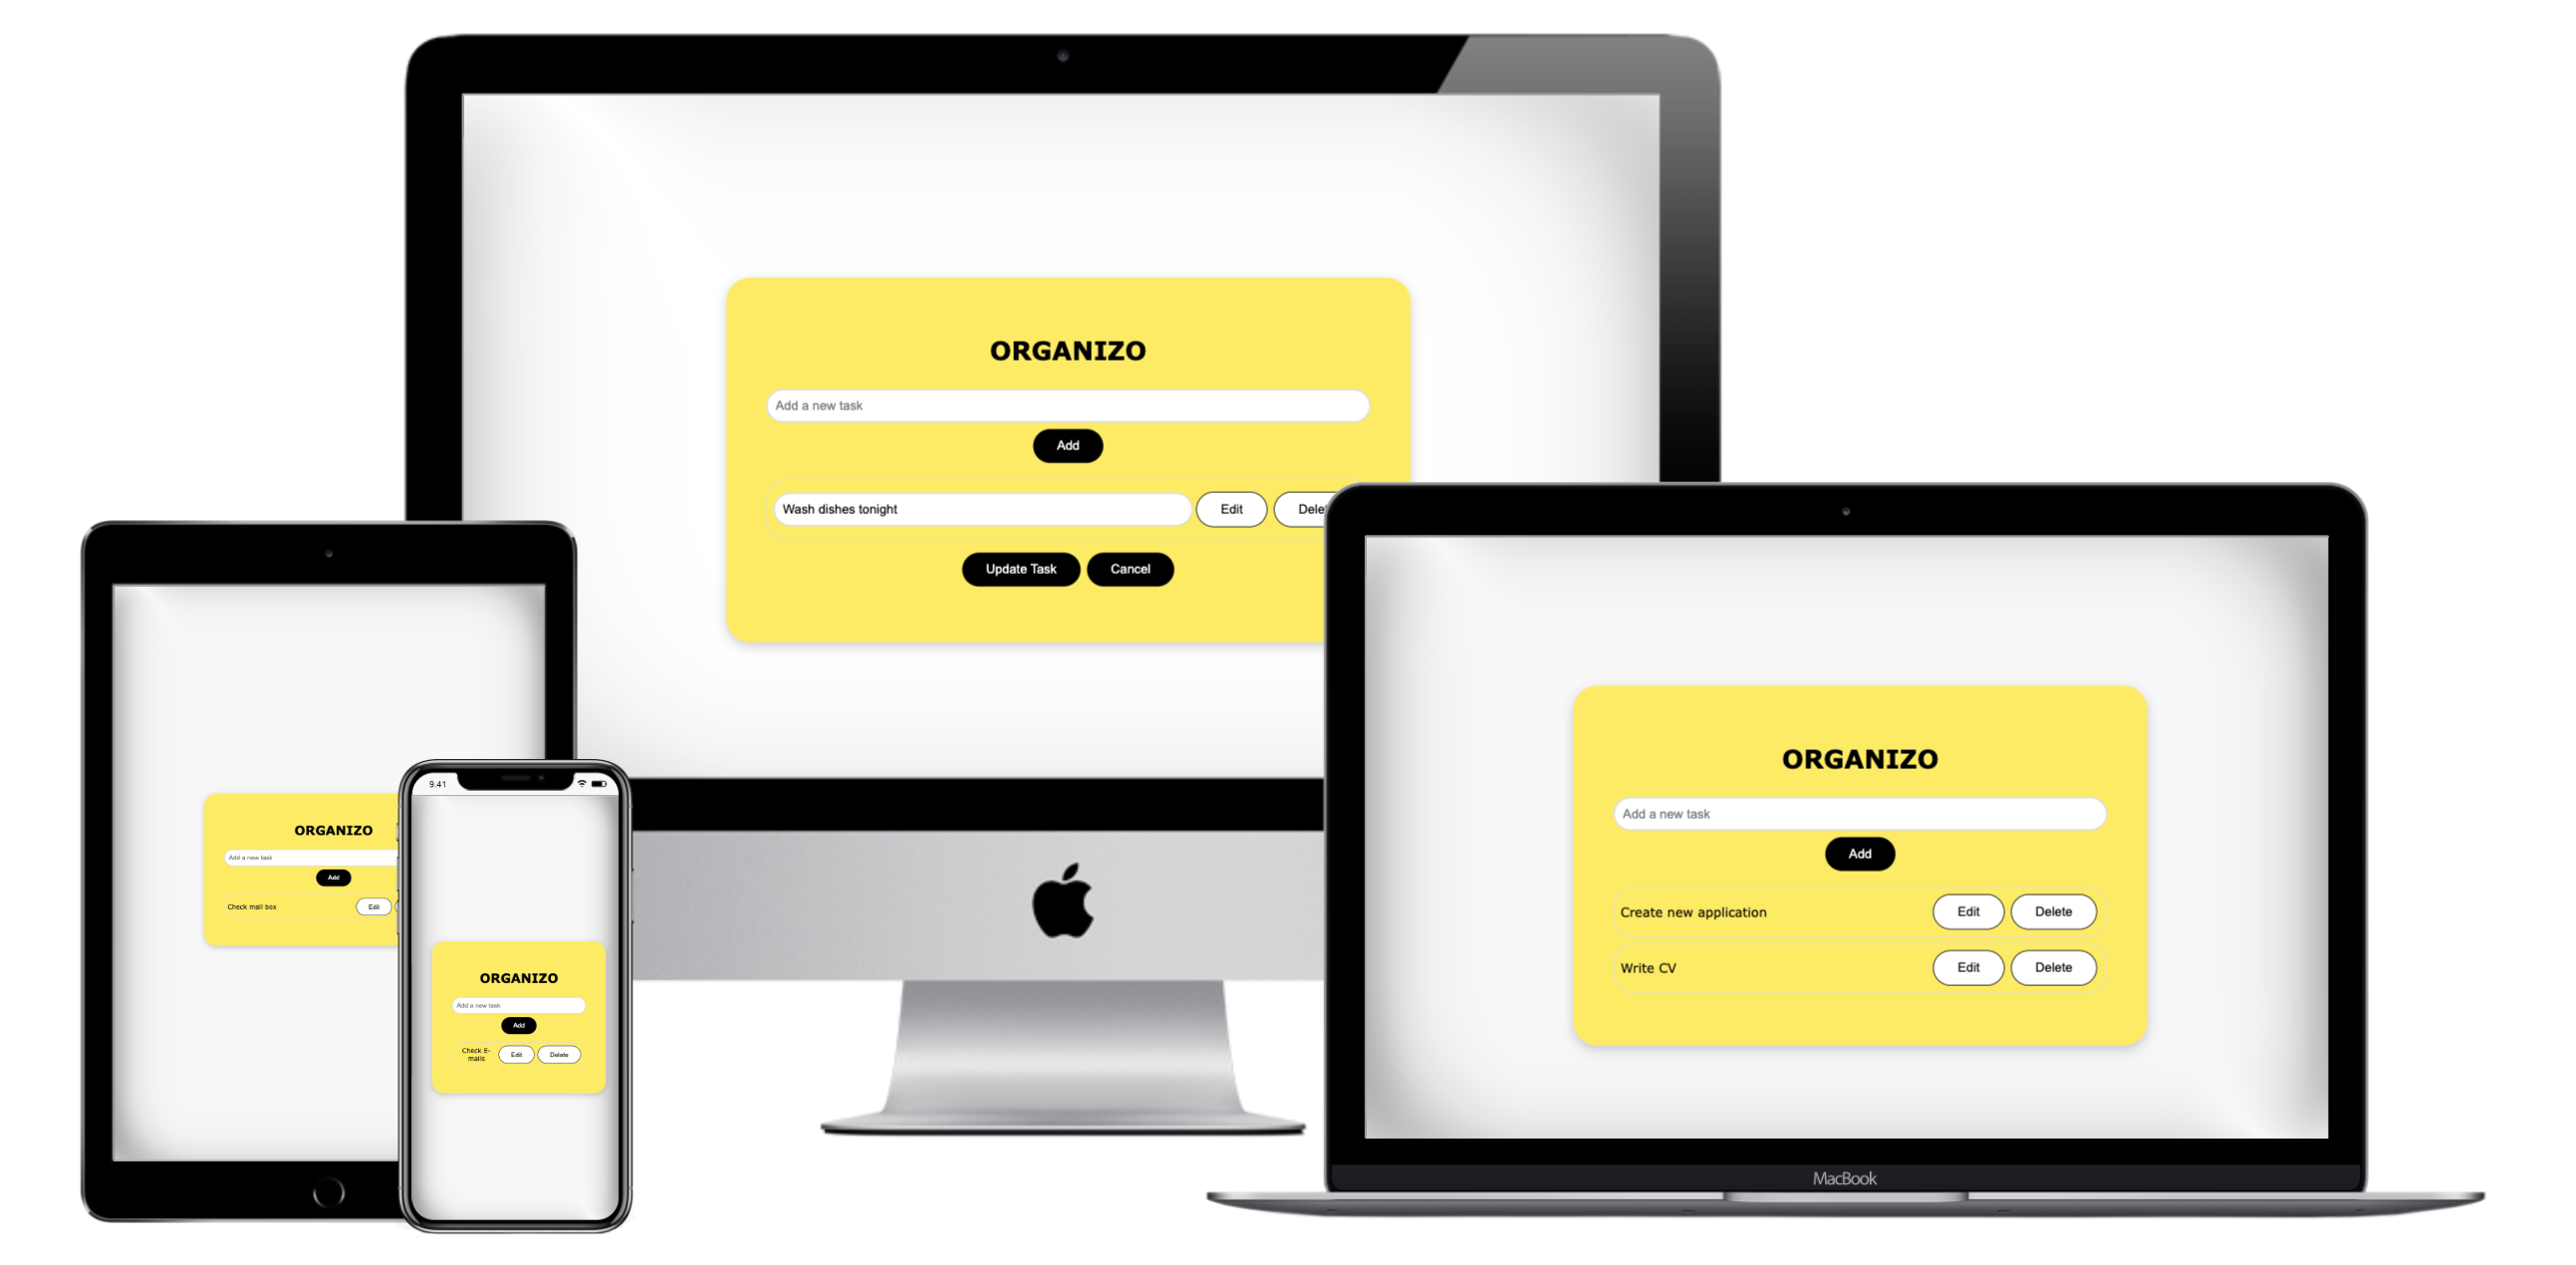 ORGANIZO
Add a new task
Add
Wash dishes tonight
Edit
Dele
Update Task
Cancel
ORGANIZO
Add a new task
Add
Check mail box
Edit
9.41
ORGANIZO
Add a new task
Add
Check E-
mails
Edit
Delete
ORGANIZO
Add a new task
Add
Create new application
Edit
Delete
Write CV
Edit
Delete
MacBook